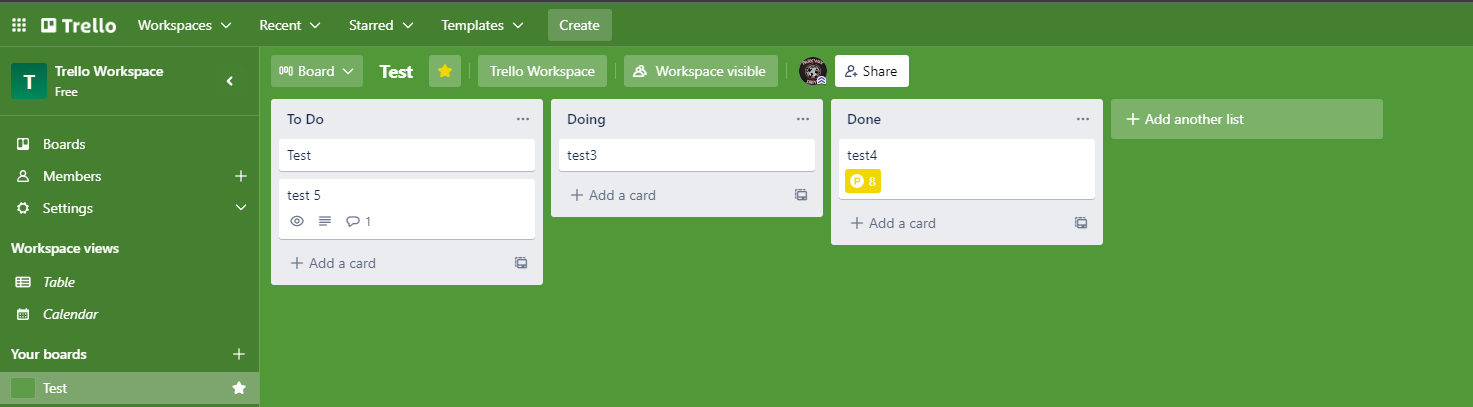 Trello
Workspaces
Recent
Starred
Templates
Create
T
Trello Workspace
Free
Boards
Members
Settings
Workspace views
Table
Calendar
Your boards
Test
Board
Test
Trello Workspace
Workspace visible
Share
To Do
Test
test 5
1
Add a card
Doing
test3
Add a card
Done
test4
P 8
Add a card
Add another list